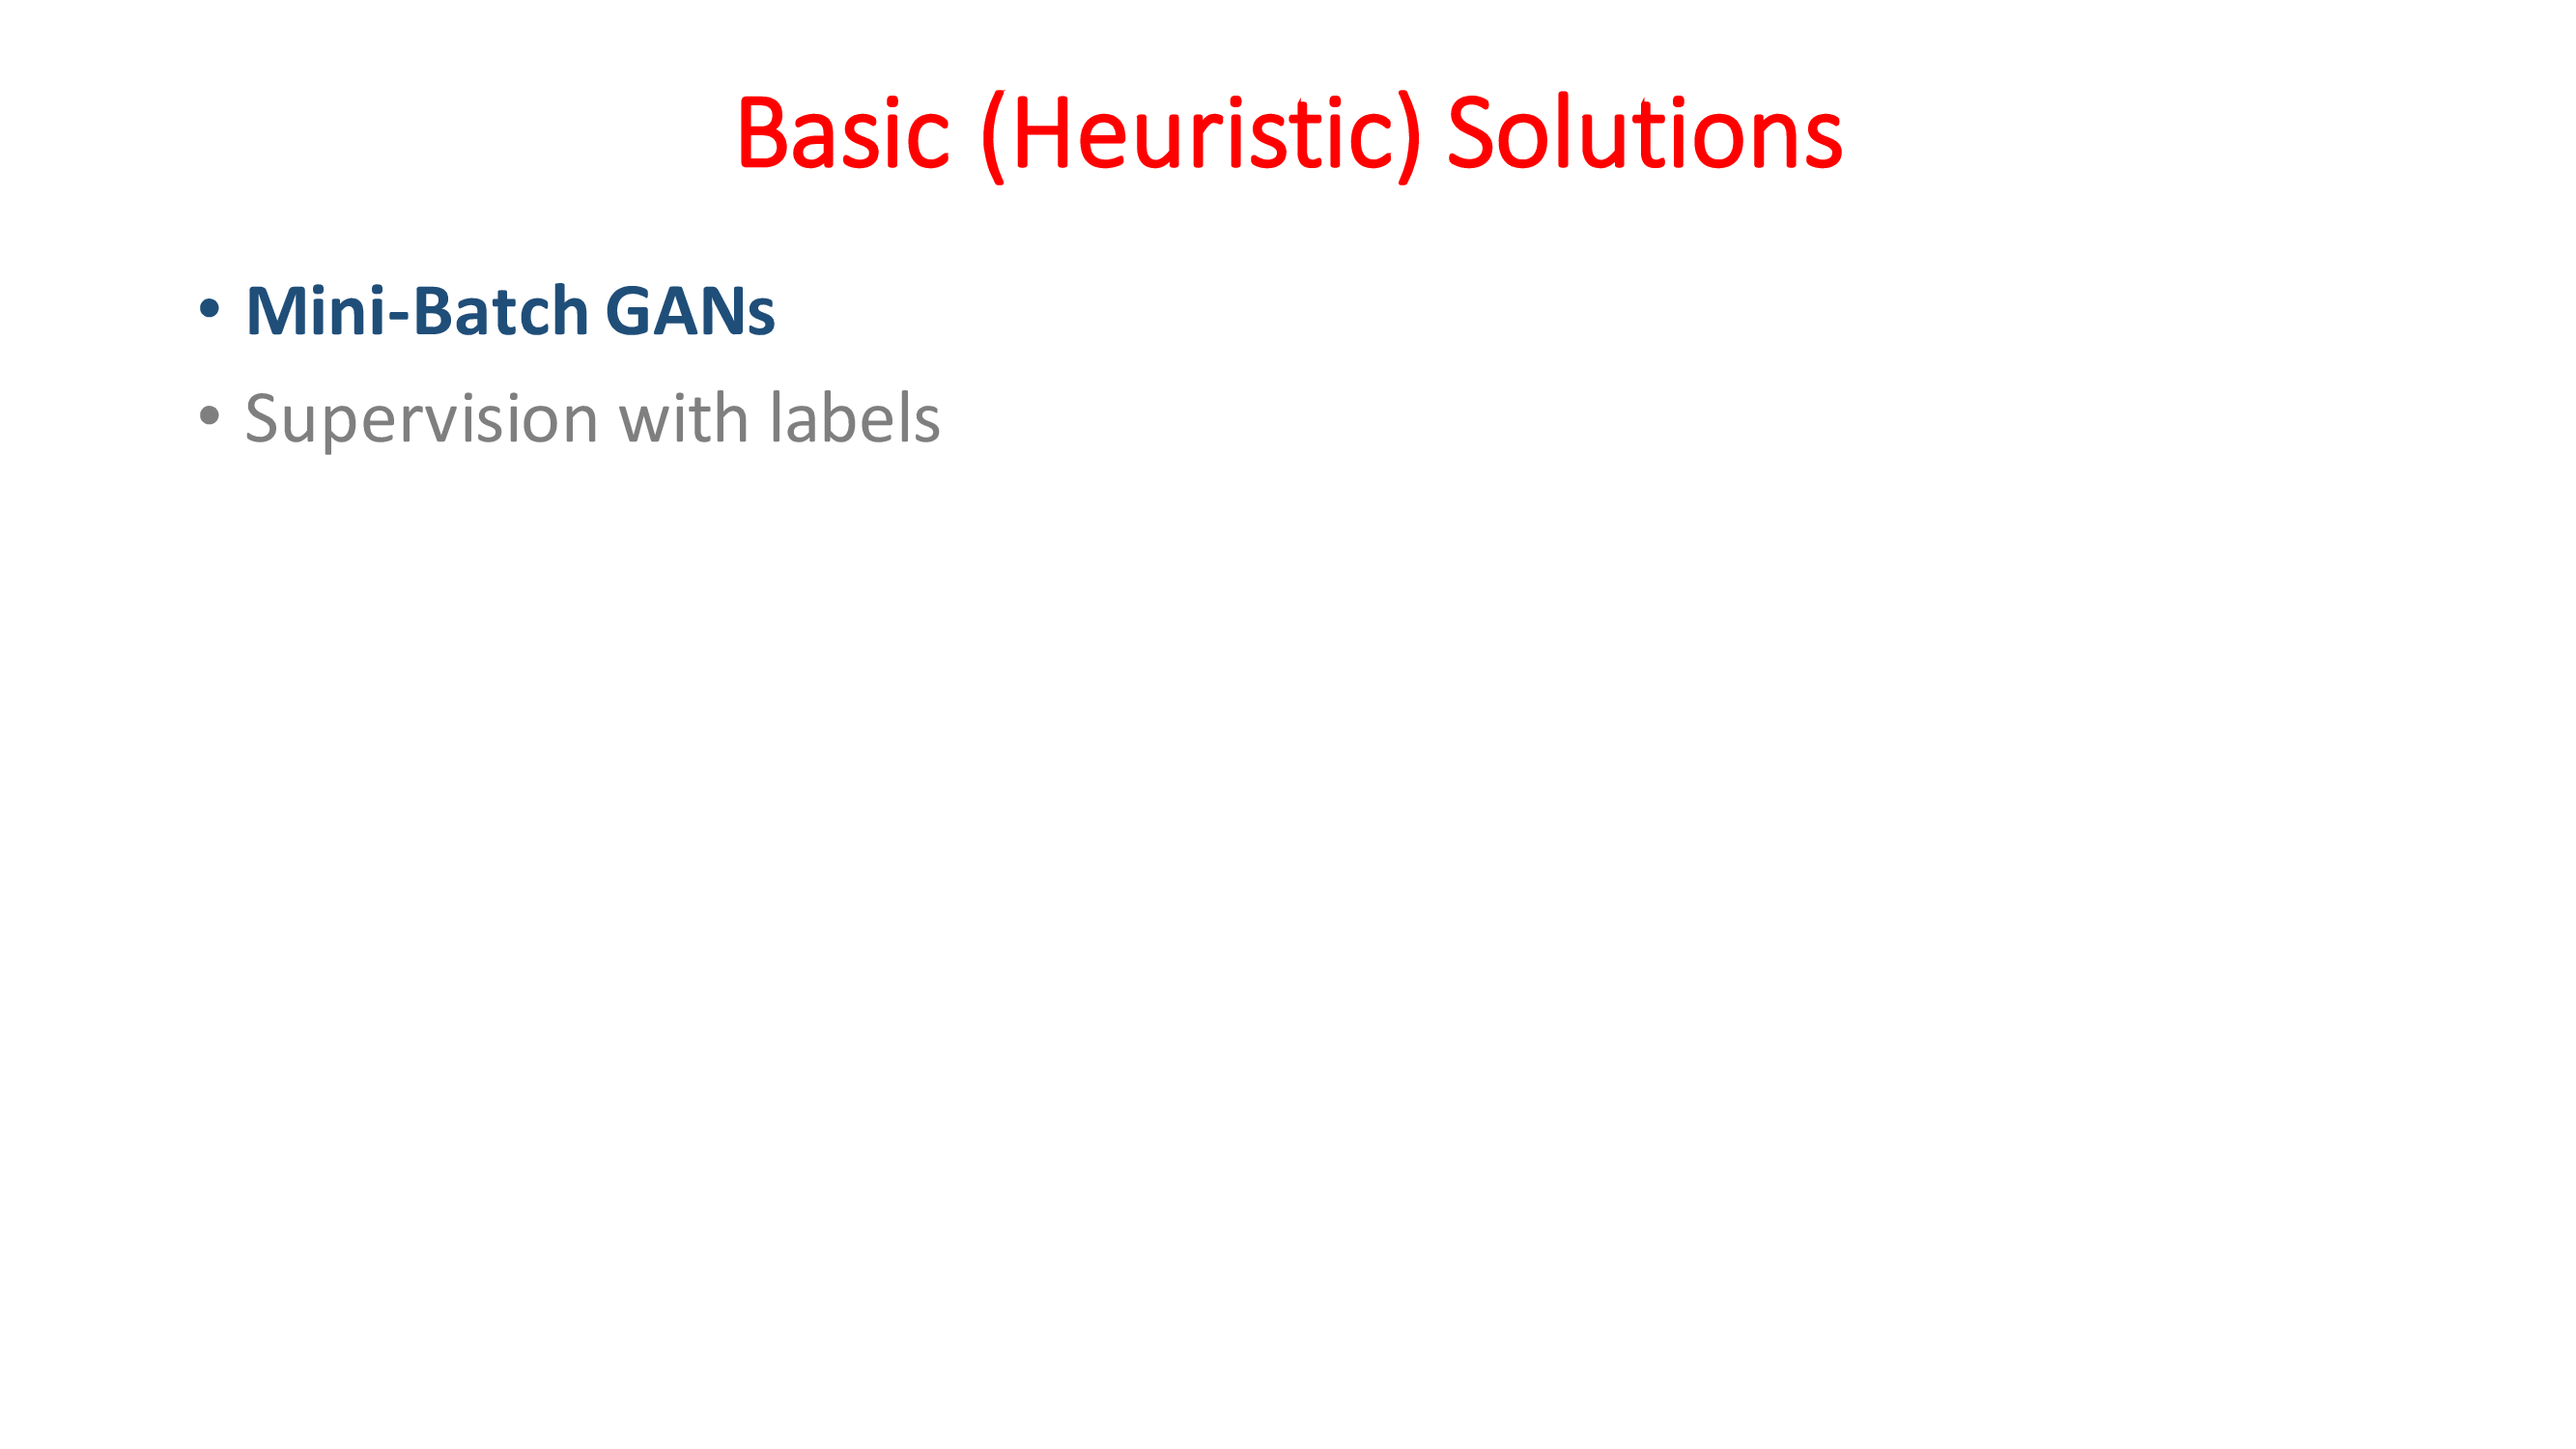 Basic (Heuristic) Solutions
• Mini-Batch GANs
• Supervision with labels